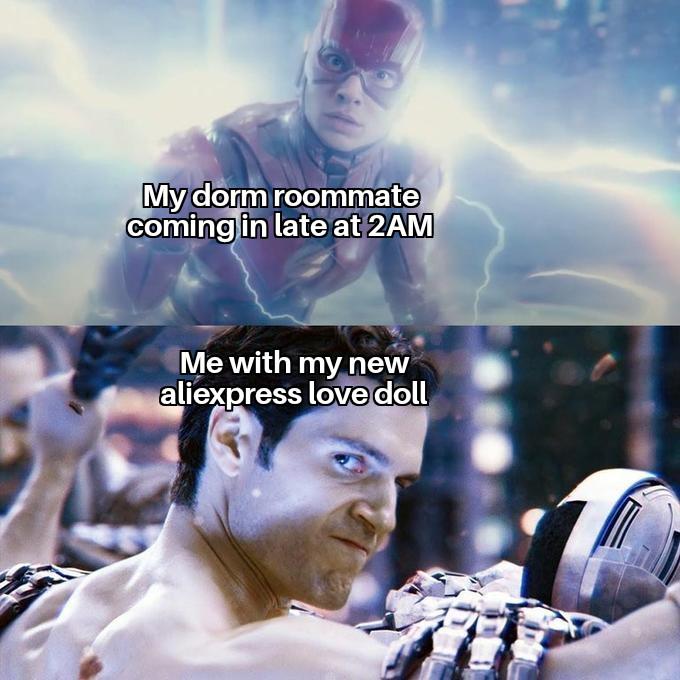 My dorm roommate
coming in late at 2AM
Me with my new
aliexpress love doll